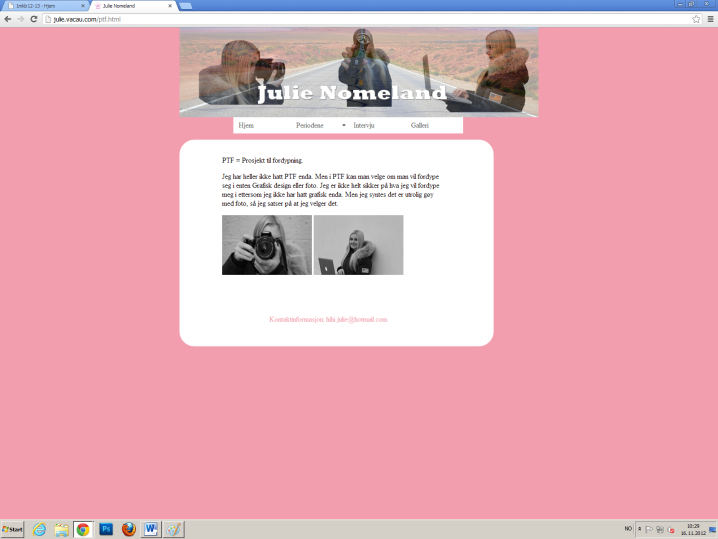 1mkb12-13 - Hjem
Julie Nomeland
julie.vacau.com/ptf.html
Julie Nomeland
Hjem Periodene Intervju Galleri
PTF = Prosjekt til fordypning.
Jeg har heller ikke hatt PTF enda. Men i PTF kan man velge om man vil fordype
seg i enten Grafisk design eller foto. Jeg er ikke helt sikker på hva jeg vil fordype
meg i ettersom jeg ikke har hatt grafisk enda. Men jeg syntes det er utrolig gøy
med foto, så jeg satser på at jeg velger det.
Kontaktinformasjon: hihi.julie@hotmail.com
Start
Ps
W
NO
10:29
16.11.2012